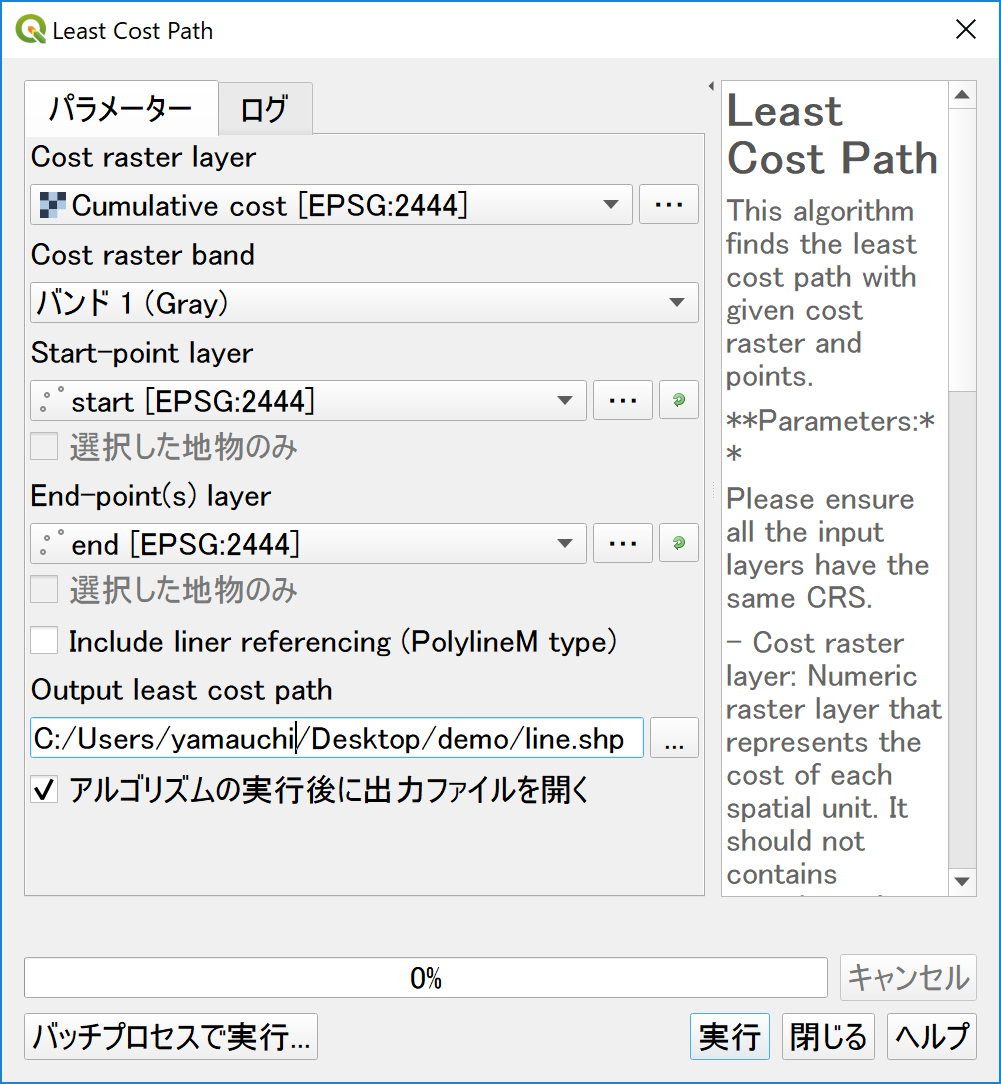 Least Cost Path
パラメーター
ログ
Cost raster layer
Cumulative cost [EPSG:2444]
...
Cost raster band
バンド 1 (Gray)
Start-point layer
start [EPSG:2444]
...
選択した地物のみ
End-point(s) layer
end [EPSG:2444]
...
選択した地物のみ
Include liner referencing (PolylineM type)
Output least cost path
C:/Users/yamauchi/Desktop/demo/line.shp
...
アルゴリズムの実行後に出力ファイルを開く
Least
Cost Path
This algorithm
finds the least
cost path with
given cost
raster and
points.
**Parameters:*
*
Please ensure
all the input
layers have the
same CRS.
- Cost raster
layer: Numeric
raster layer that
represents the
cost of each
spatial unit. It
should not
contains
0%
キャンセル
バッチプロセスで実行...
実行
閉じる
ヘルプ